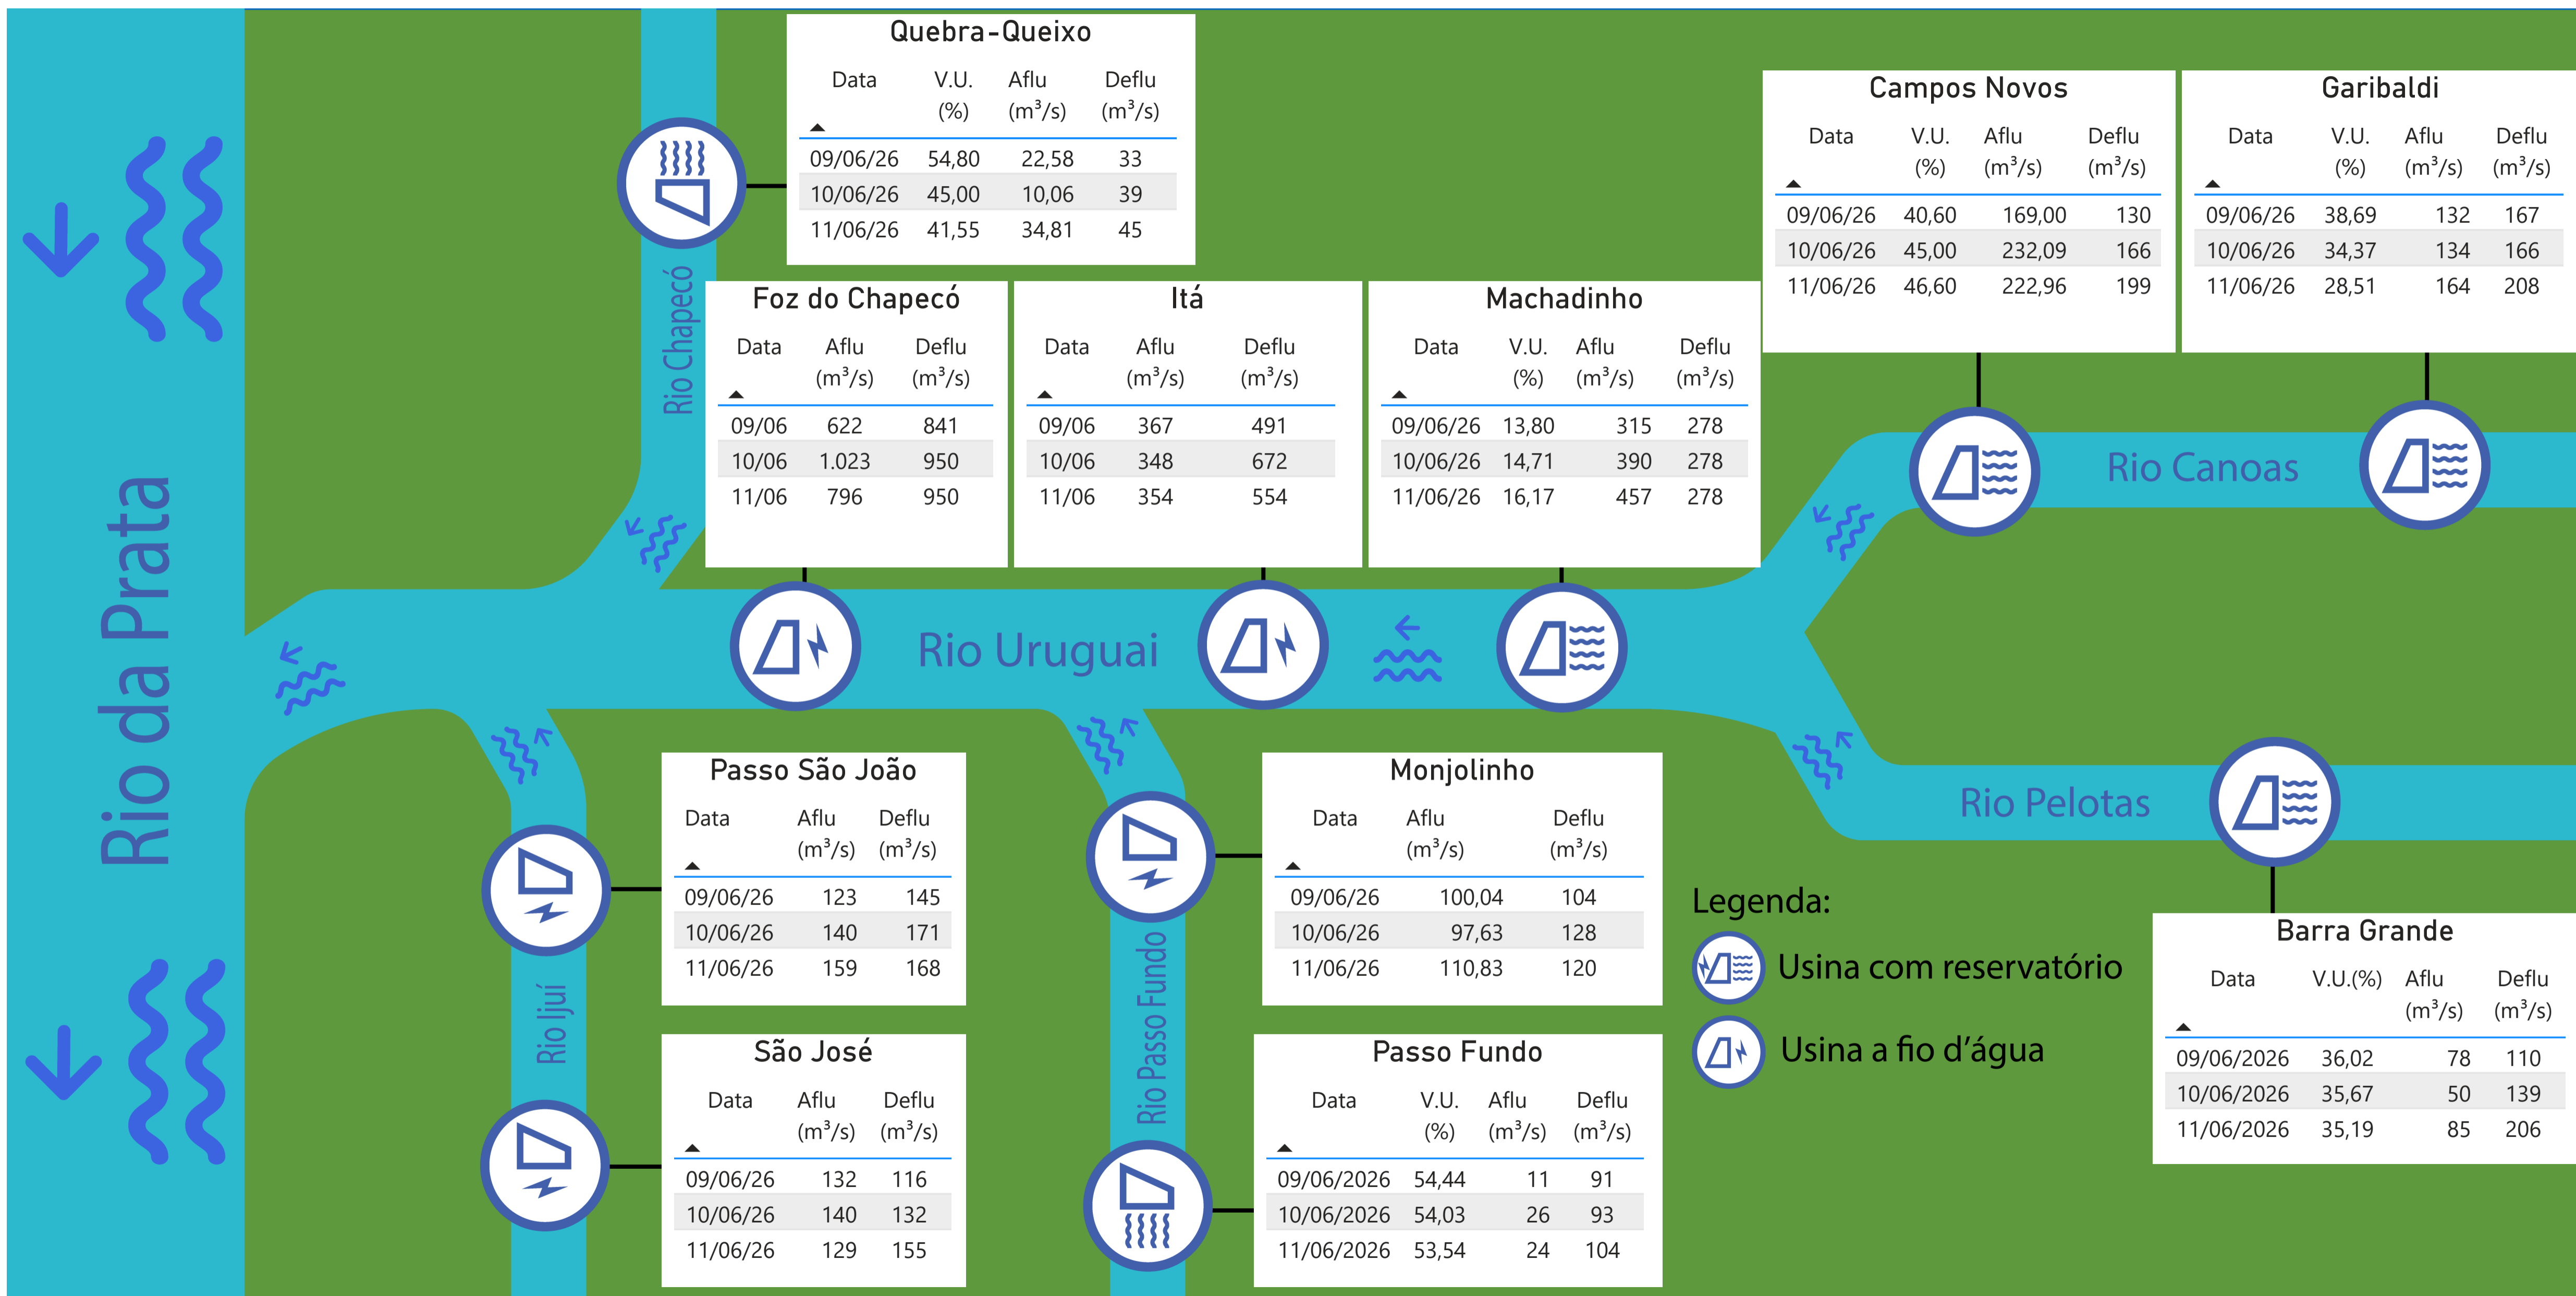 Quebra-Queixo
Data V.U. (%) Aflu (m³/s) Deflu (m³/s)
09/06/26 54,80 22,58 33
10/06/26 45,00 10,06 39
11/06/26 41,55 34,81 45
Campos Novos
Data V.U. (%) Aflu (m³/s) Deflu (m³/s)
09/06/26 40,60 169,00 130
10/06/26 45,00 232,09 166
11/06/26 46,60 222,96 199
Garibaldi
Data V.U. (%) Aflu (m³/s) Deflu (m³/s)
09/06/26 38,69 132 167
10/06/26 34,37 134 166
11/06/26 28,51 164 208
Rio Chapecó
Foz do Chapecó
Data Aflu (m³/s) Deflu (m³/s)
09/06 622 841
10/06 1.023 950
11/06 796 950
Itá
Data Aflu (m³/s) Deflu (m³/s)
09/06 367 491
10/06 348 672
11/06 354 554
Machadinho
Data V.U. (%) Aflu (m³/s) Deflu (m³/s)
09/06/26 13,80 315 278
10/06/26 14,71 390 278
11/06/26 16,17 457 278
Rio Canoas
Rio da Prata
Rio Uruguai
Rio Pelotas
Passo São João
Data Aflu (m³/s) Deflu (m³/s)
09/06/26 123 145
10/06/26 140 171
11/06/26 159 168
Monjolinho
Data Aflu (m³/s) Deflu (m³/s)
09/06/26 100,04 104
10/06/26 97,63 128
11/06/26 110,83 120
Legenda:
Usina com reservatório
Usina a fio d'água
Barra Grande
Data V.U.(%) Aflu (m³/s) Deflu (m³/s)
09/06/2026 36,02 78 110
10/06/2026 35,67 50 139
11/06/2026 35,19 85 206
Rio Ijuí
Rio Passo Fundo
São José
Data Aflu (m³/s) Deflu (m³/s)
09/06/26 132 116
10/06/26 140 132
11/06/26 129 155
Passo Fundo
Data V.U. (%) Aflu (m³/s) Deflu (m³/s)
09/06/2026 54,44 11 91
10/06/2026 54,03 26 93
11/06/2026 53,54 24 104